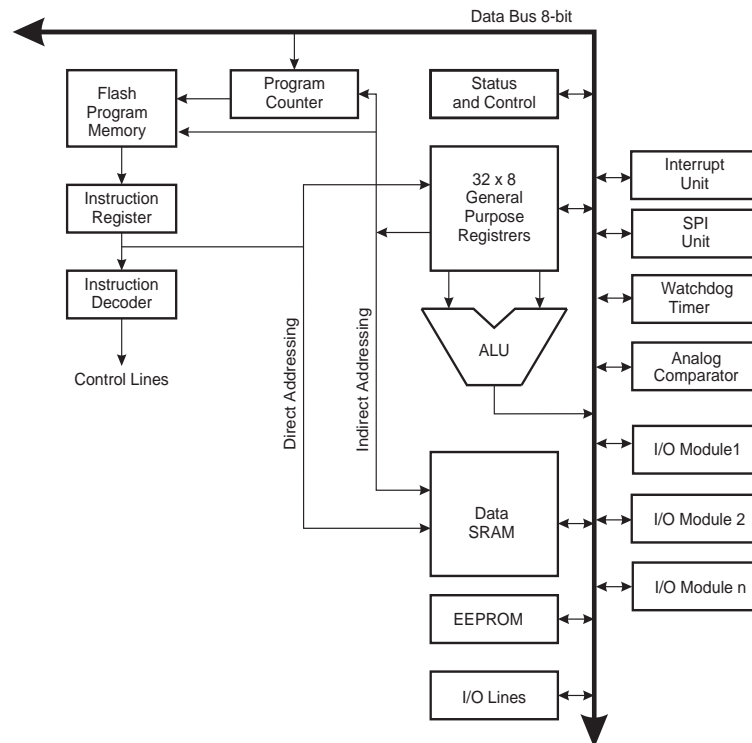 Data Bus 8-bit
Flash
Program
Memory
Program
Counter
Status
and Control
Instruction
Register
32 x 8
General
Purpose
Registrers
Interrupt
Unit
SPI
Unit
Instruction
Decoder
Watchdog
Timer
ALU
Analog
Comparator
Control Lines
Direct Addressing
Indirect Addressing
I/O Module1
Data
SRAM
I/O Module 2
I/O Module n
EEPROM
I/O Lines